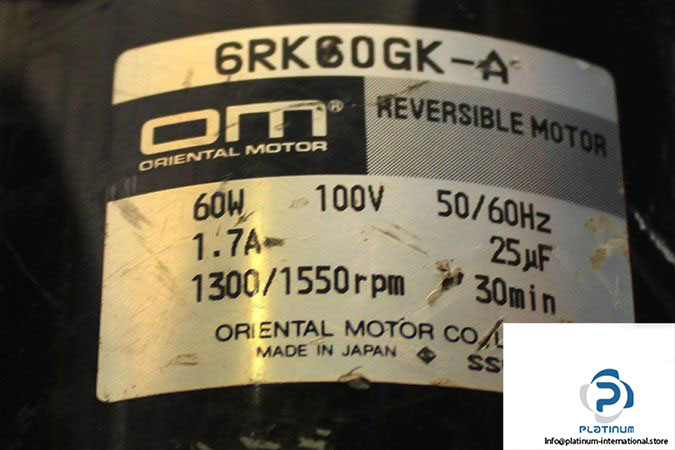 6RK60GK-A
OM®
ORIENTAL MOTOR
REVERSIBLE MOTOR
60W 100V 50/60Hz
1.7A 25μF
1300/1550rpm 30min
ORIENTAL MOTOR CO.,
MADE IN JAPAN
PLATINUM
Info@platinum-international.store